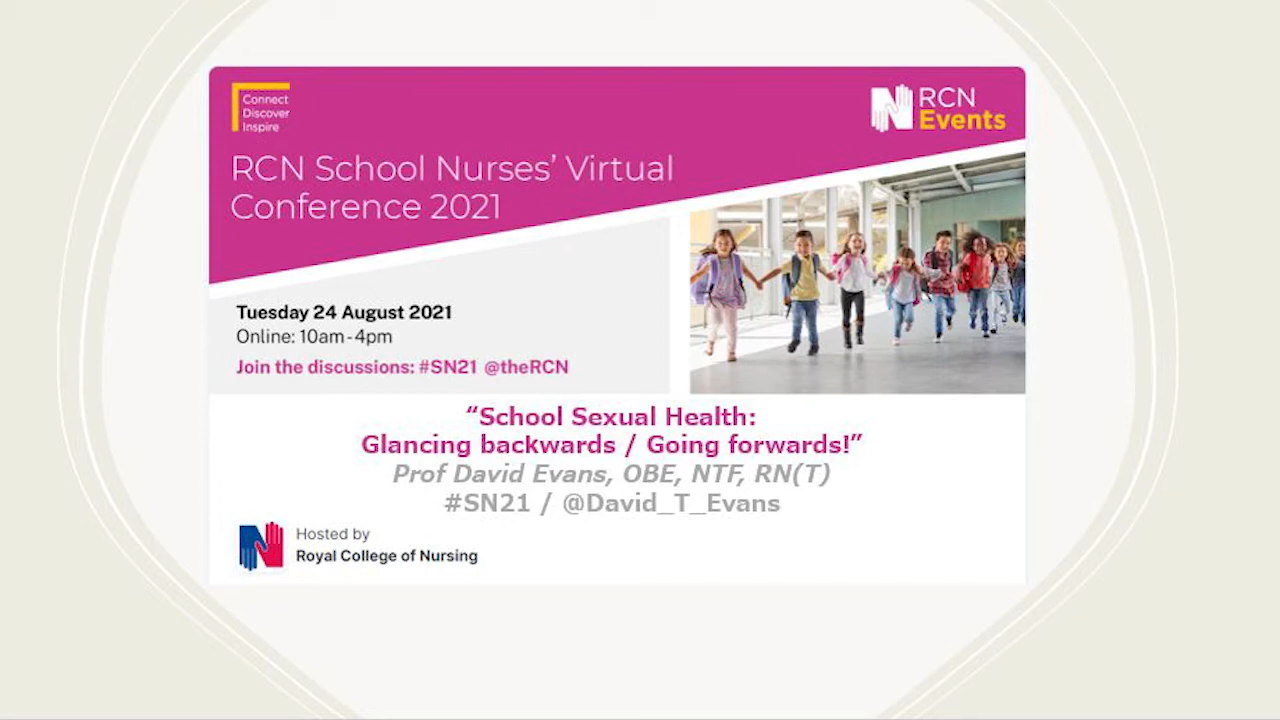 Connect
Discover
Inspire
RCN
Events
RCN School Nurses’ Virtual
Conference 2021
Tuesday 24 August 2021
Online: 10am - 4pm
Join the discussions: #SN21 @theRCN
“School Sexual Health:
Glancing backwards / Going forwards!”
Prof David Evans, OBE, NTF, RN(T)
#SN21 / @David_T_Evans
Hosted by
Royal College of Nursing